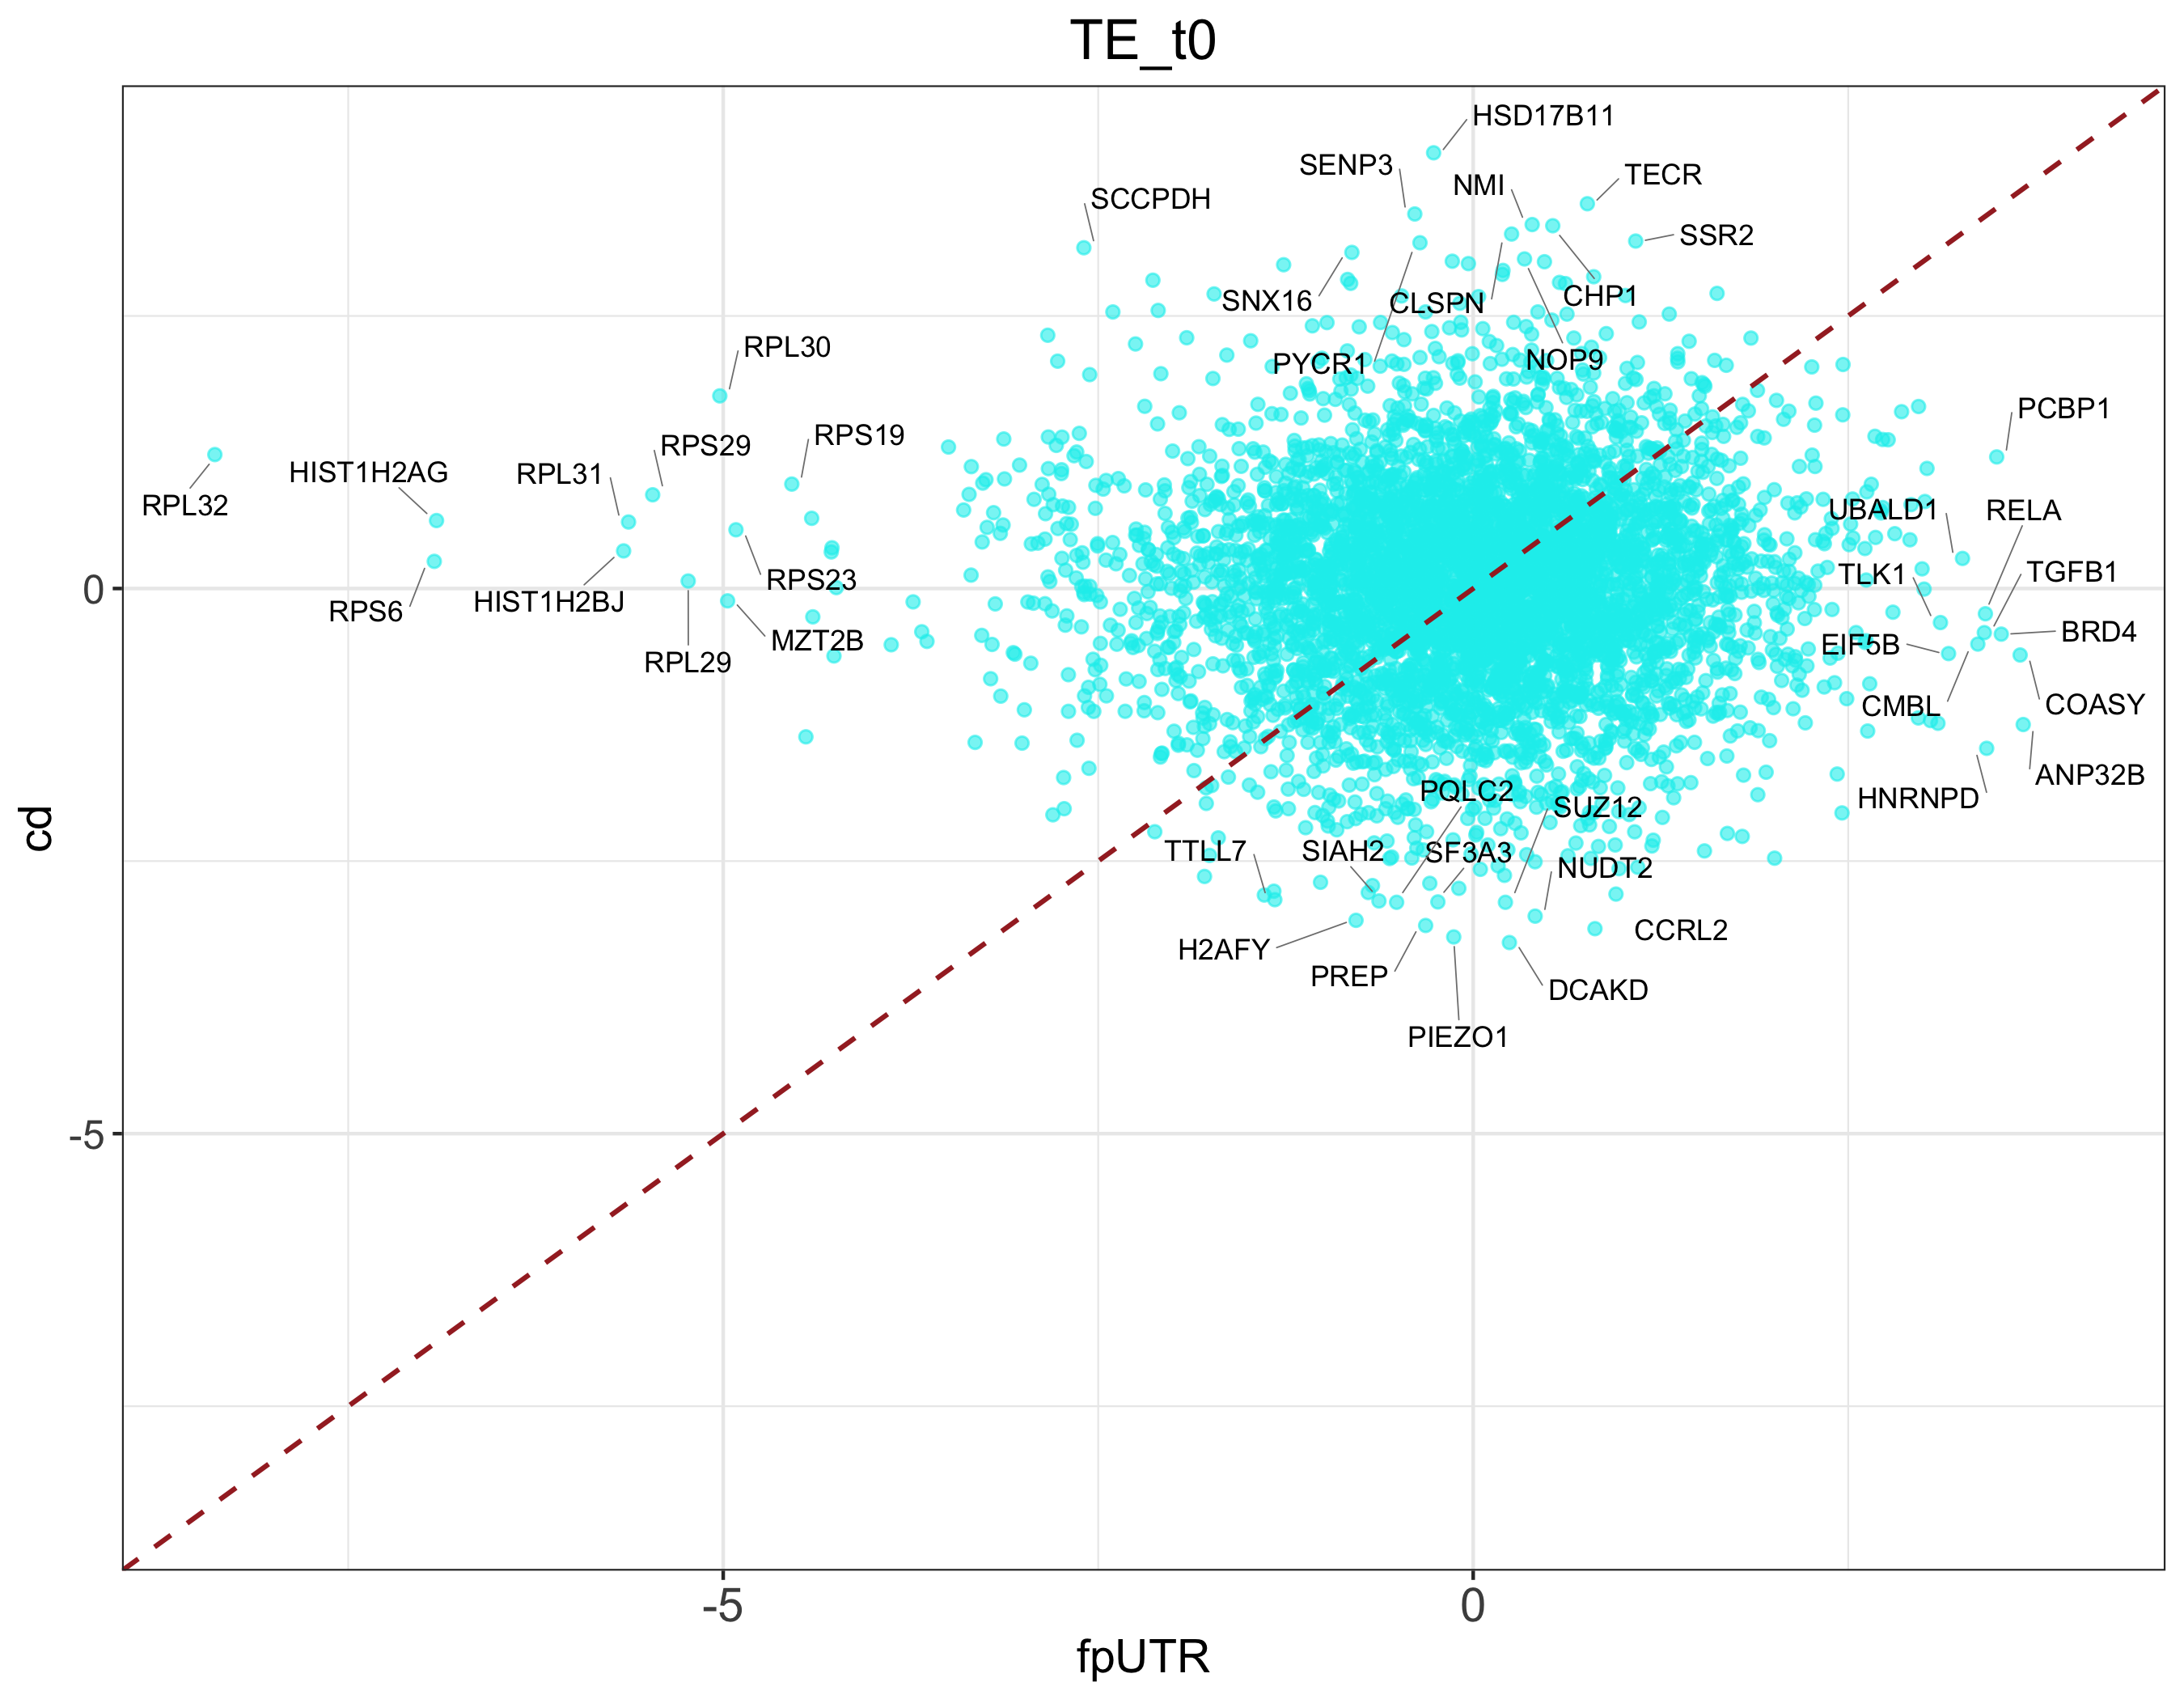 TE_t0
HSD17B11
SENP3
NMI
TECR
SCCPDH
SSR2
SNX16
CLSPN
CHP1
RPL30
PYCR1
NOP9
PCBP1
RPS29
RPS19
HIST1H2AG
RPL31
RPL32
UBALD1
RELA
RPS23
TLK1
TGFB1
0
RPS6
HIST1H2BJ
MZT2B
EIF5B
BRD4
RPL29
CMBL
COASY
ANP32B
PQLC2
HNRNPD
SUZ12
cd
TTLL7
SIAH2
SF3A3
NUDT2
H2AFY
CCRL2
PREP
DCAKD
PIEZO1
-5
-5
0
fpUTR